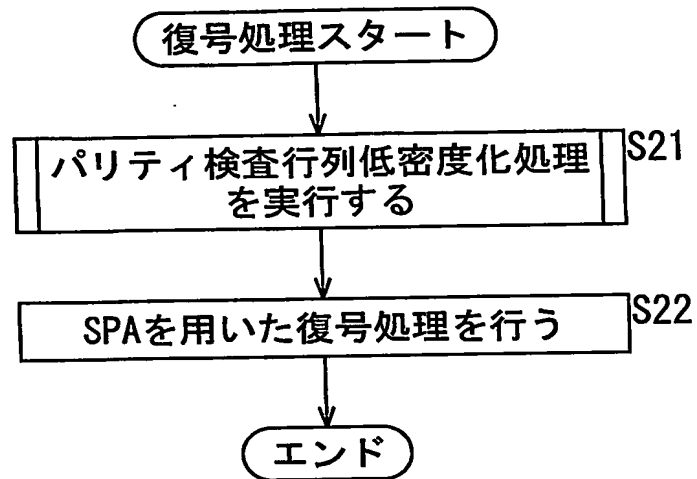 復号処理スタート
パリティ検査行列低密度化処理
を実行する
S21
SPAを用いた復号処理を行う
S22
エンド